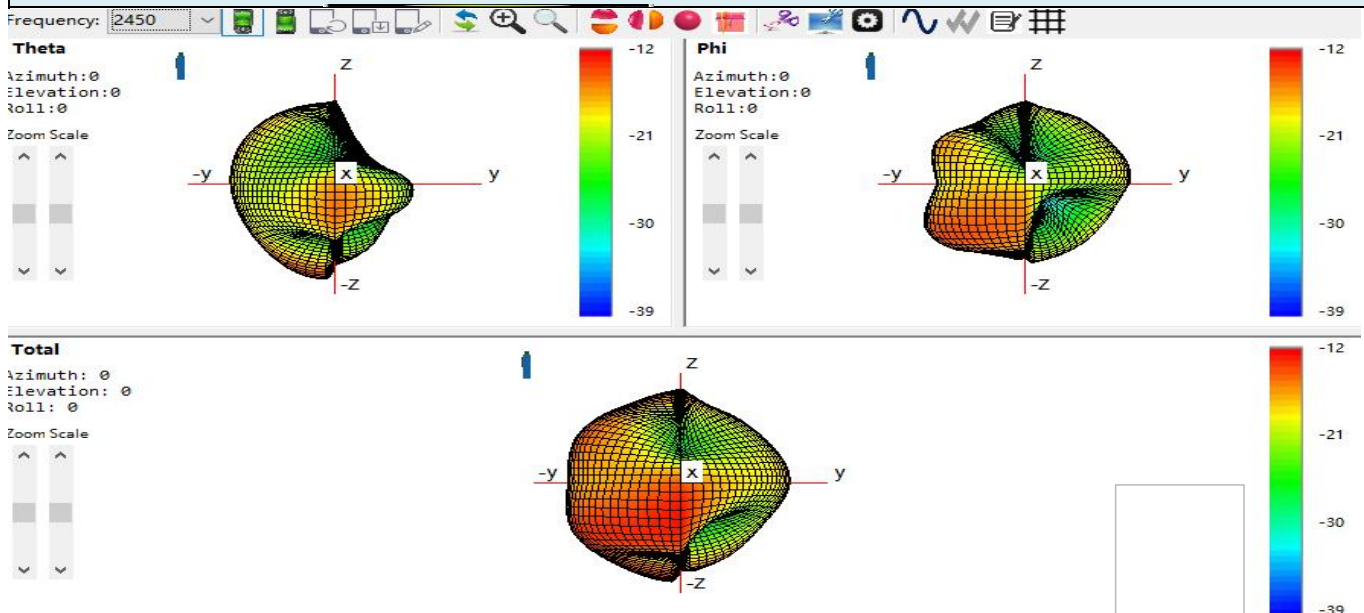 Frequency: 2450
Theta
Azimuth:0
Elevation:0
Roll:0
Zoom Scale
Z
-y
x
y
-Z
-12
-21
-30
-39
Phi
Azimuth:0
Elevation:0
Roll:0
Zoom Scale
Z
-y
x
y
-Z
-12
-21
-30
-39
Total
Azimuth: 0
Elevation: 0
Roll: 0
Zoom Scale
Z
-y
x
y
-Z
-12
-21
-30
-39